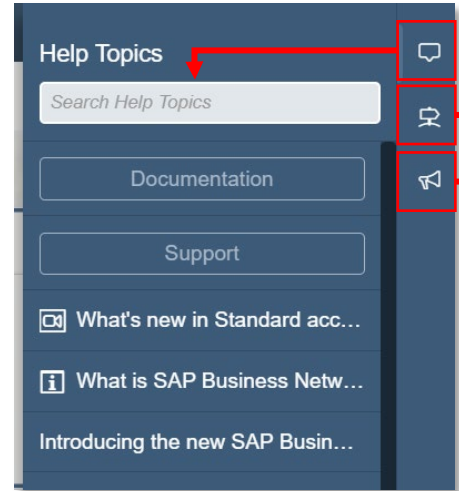 Help Topics
Search Help Topics
Documentation
Support
What's new in Standard acc...
What is SAP Business Netw...
Introducing the new SAP Busin...